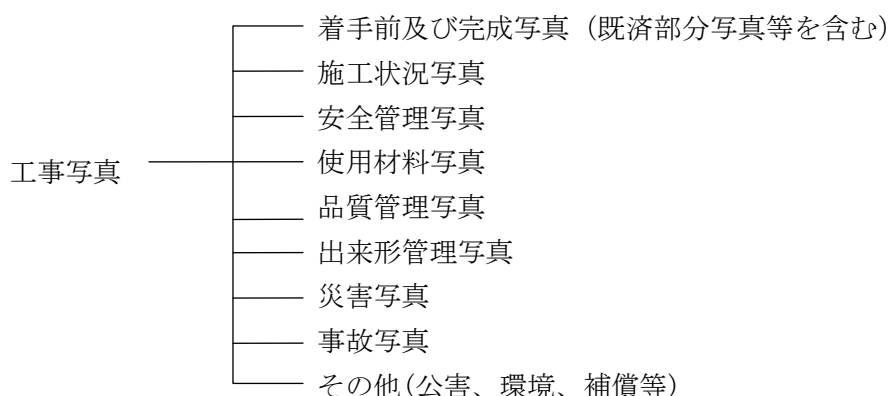 着手前及び完成写真（既済部分写真等を含む）
施工状況写真
安全管理写真
工事写真
使用材料写真
品質管理写真
出来形管理写真
災害写真
事故写真
その他(公害、環境、補償等)